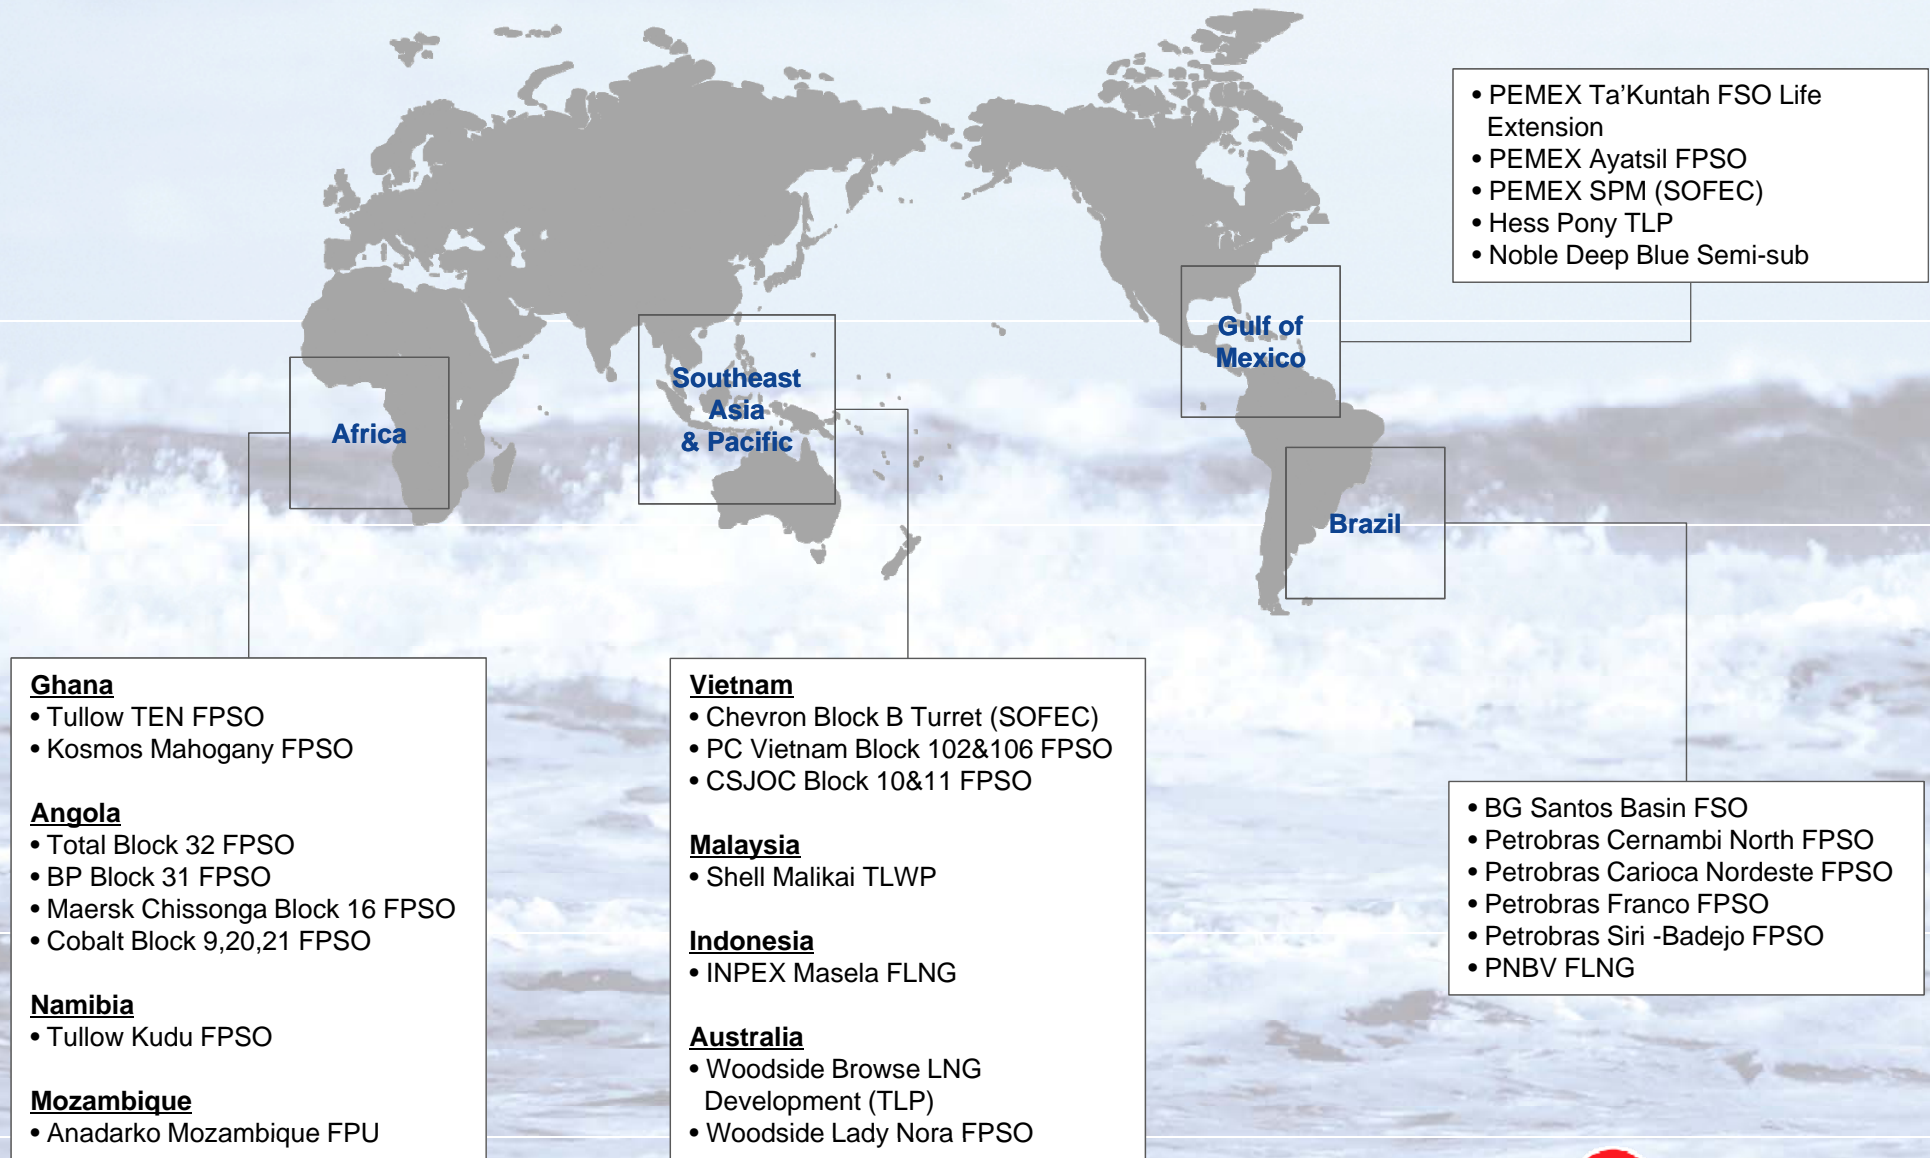 • PEMEX Ta’Kuntah FSO Life
Extension
• PEMEX Ayatsil FPSO
• PEMEX SPM (SOFEC)
• Hess Pony TLP
• Noble Deep Blue Semi-sub
Gulf of
Mexico
Southeast
Asia
& Pacific
Africa
Brazil
Ghana
• Tullow TEN FPSO
• Kosmos Mahogany FPSO
Angola
• Total Block 32 FPSO
• BP Block 31 FPSO
• Maersk Chissonga Block 16 FPSO
• Cobalt Block 9,20,21 FPSO
Namibia
• Tullow Kudu FPSO
Mozambique
• Anadarko Mozambique FPU
Vietnam
• Chevron Block B Turret (SOFEC)
• PC Vietnam Block 102&106 FPSO
• CSJOC Block 10&11 FPSO
Malaysia
• Shell Malikai TLWP
Indonesia
• INPEX Masela FLNG
Australia
• Woodside Browse LNG
Development (TLP)
• Woodside Lady Nora FPSO
• BG Santos Basin FSO
• Petrobras Cernambi North FPSO
• Petrobras Carioca Nordeste FPSO
• Petrobras Franco FPSO
• Petrobras Siri -Badejo FPSO
• PNBV FLNG